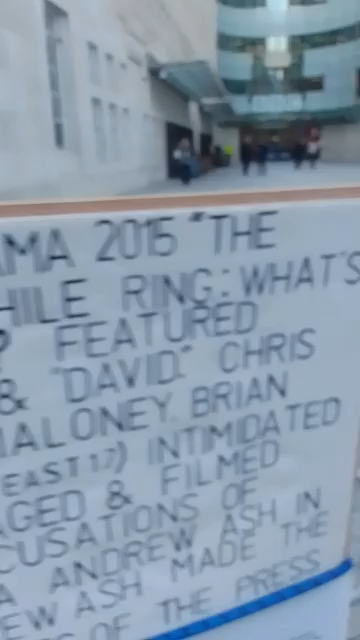 AMA 2015 "THE
HILE RING: WHAT'S
? FEATURED
& "DAVID." CHRIS
MALONEY. BRIAN
(EAST 17) INTIMIDATED
AGED & FILMED
CUSATIONS OF
A ANDREW ASH IN
EW ASH MADE THE
OF THE PRESS